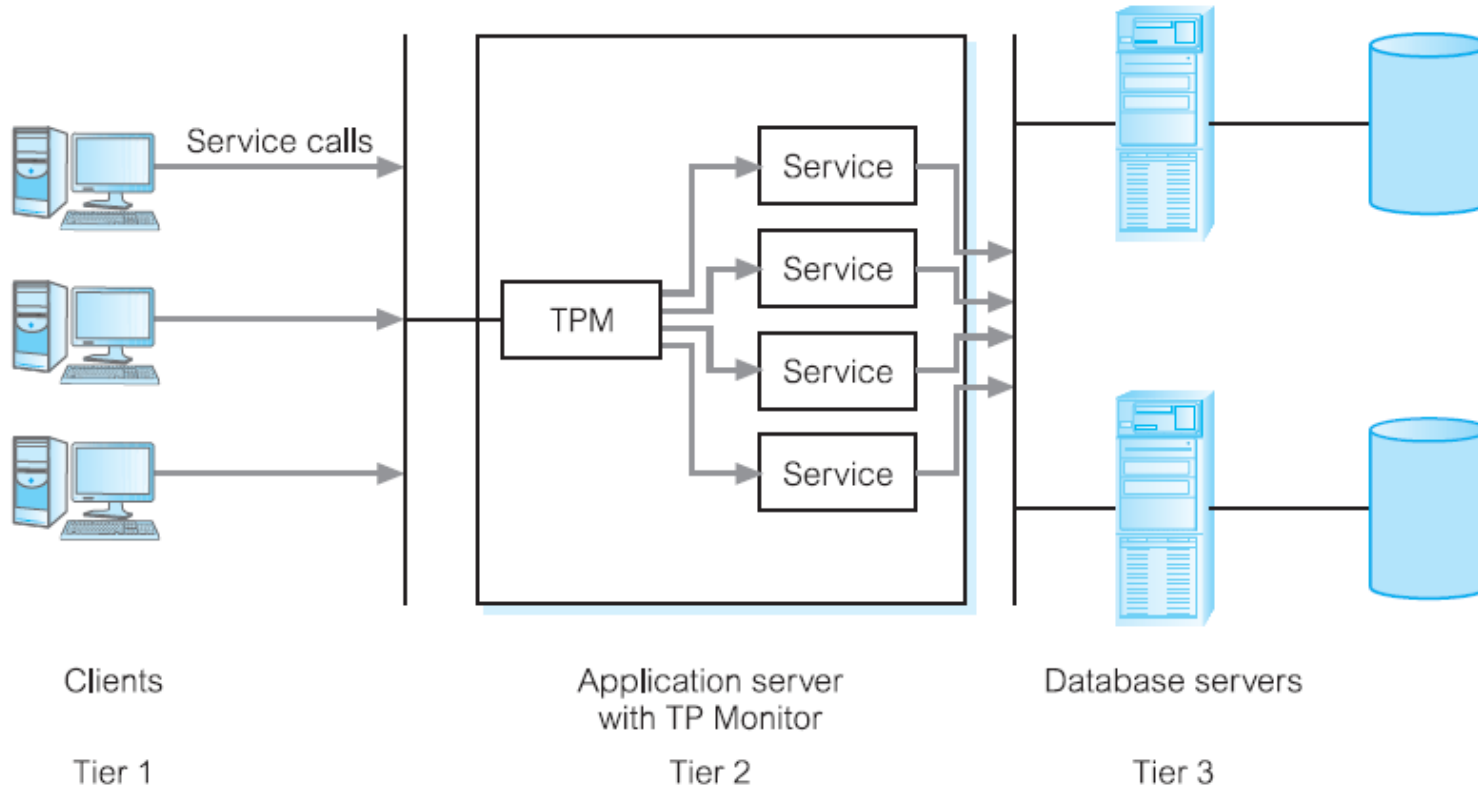 Service calls
TPM
Service
Service
Service
Service
Clients
Tier 1
Application server
with TP Monitor
Tier 2
Database servers
Tier 3